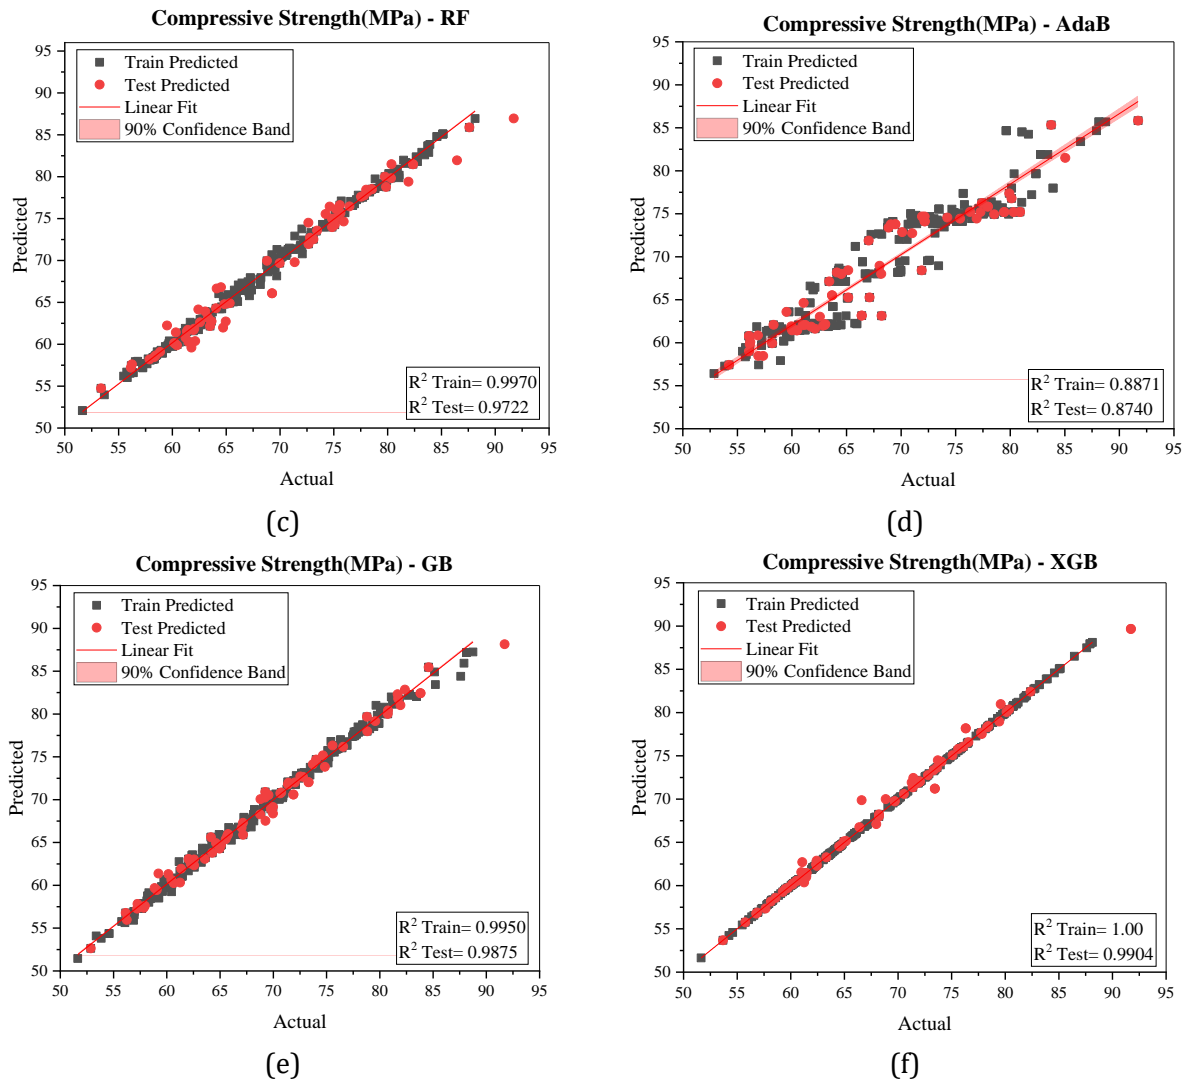 Compressive Strength(MPa) - RF
95
90
85
80
75
70
65
60
55
50
Predicted
Train Predicted
Test Predicted
Linear Fit
90% Confidence Band
R² Train= 0.9970
R² Test= 0.9722
50 55 60 65 70 75 80 85 90 95
Actual
(c)
Compressive Strength(MPa) - AdaB
95
90
85
80
75
70
65
60
55
50
Predicted
Train Predicted
Test Predicted
Linear Fit
90% Confidence Band
R² Train= 0.8871
R² Test= 0.8740
50 55 60 65 70 75 80 85 90 95
Actual
(d)
Compressive Strength(MPa) - GB
95
90
85
80
75
70
65
60
55
50
Predicted
Train Predicted
Test Predicted
Linear Fit
90% Confidence Band
R² Train= 0.9950
R² Test= 0.9875
50 55 60 65 70 75 80 85 90 95
Actual
(e)
Compressive Strength(MPa) - XGB
95
90
85
80
75
70
65
60
55
50
Predicted
Train Predicted
Test Predicted
Linear Fit
90% Confidence Band
R² Train= 1.00
R² Test= 0.9904
50 55 60 65 70 75 80 85 90 95
Actual
(f)